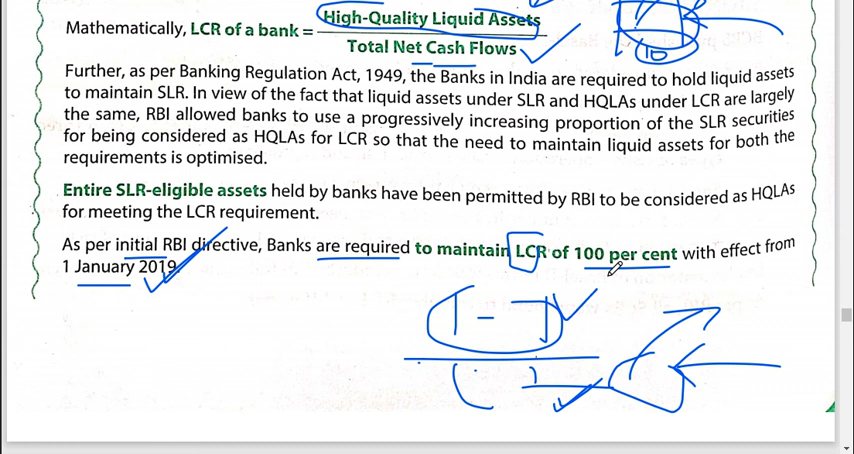 High-Quality Liquid Assets
Mathematically, LCR of a bank =
Total Net Cash Flows
Further, as per Banking Regulation Act, 1949, the Banks in India are required to hold liquid assets
to maintain SLR. In view of the fact that liquid assets under SLR and HQLAs under LCR are largely
the same, RBI allowed banks to use a progressively increasing proportion of the SLR securities
for being considered as HQLAs for LCR so that the need to maintain liquid assets for both the
requirements is optimised.
Entire SLR-eligible assets held by banks have been permitted by RBI to be considered as HQLAs
for meeting the LCR requirement.
As per initial RBI directive, Banks are required to maintain LCR of 100 per cent with effect from
1 January 2019